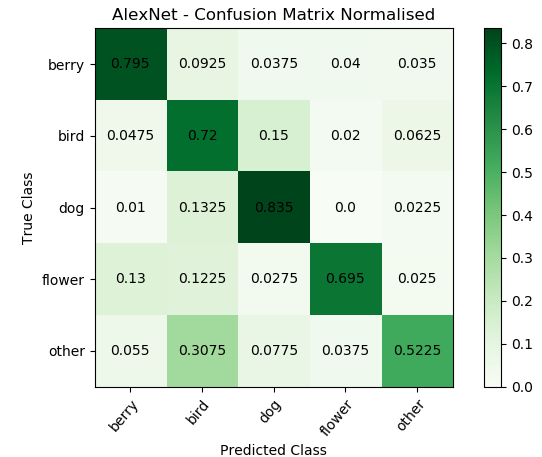 AlexNet - Confusion Matrix Normalised
berry 0.795 0.0925 0.0375 0.04 0.035
bird 0.0475 0.72 0.15 0.02 0.0625
dog 0.01 0.1325 0.835 0.0 0.0225
flower 0.13 0.1225 0.0275 0.695 0.025
other 0.055 0.3075 0.0775 0.0375 0.5225
True Class
berry bird dog flower other
Predicted Class
0.8
0.7
0.6
0.5
0.4
0.3
0.2
0.1
0.0